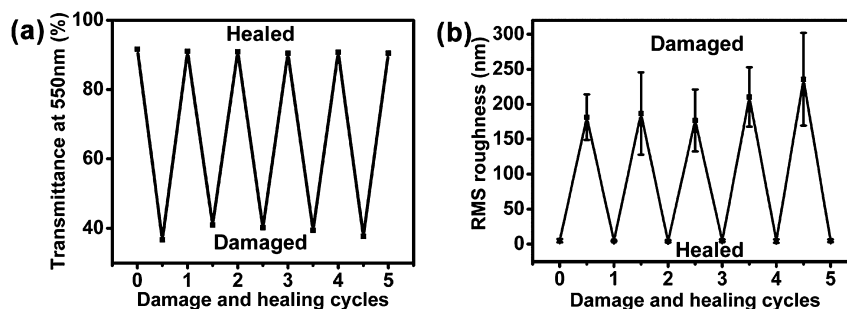 (a)
Transmittance at 550nm (%)
100
80
60
40
Healed
Damaged
0 1 2 3 4 5
Damage and healing cycles
(b)
RMS roughness (nm)
300
250
200
150
100
50
0
Damaged
Healed
0 1 2 3 4 5
Damage and healing cycles